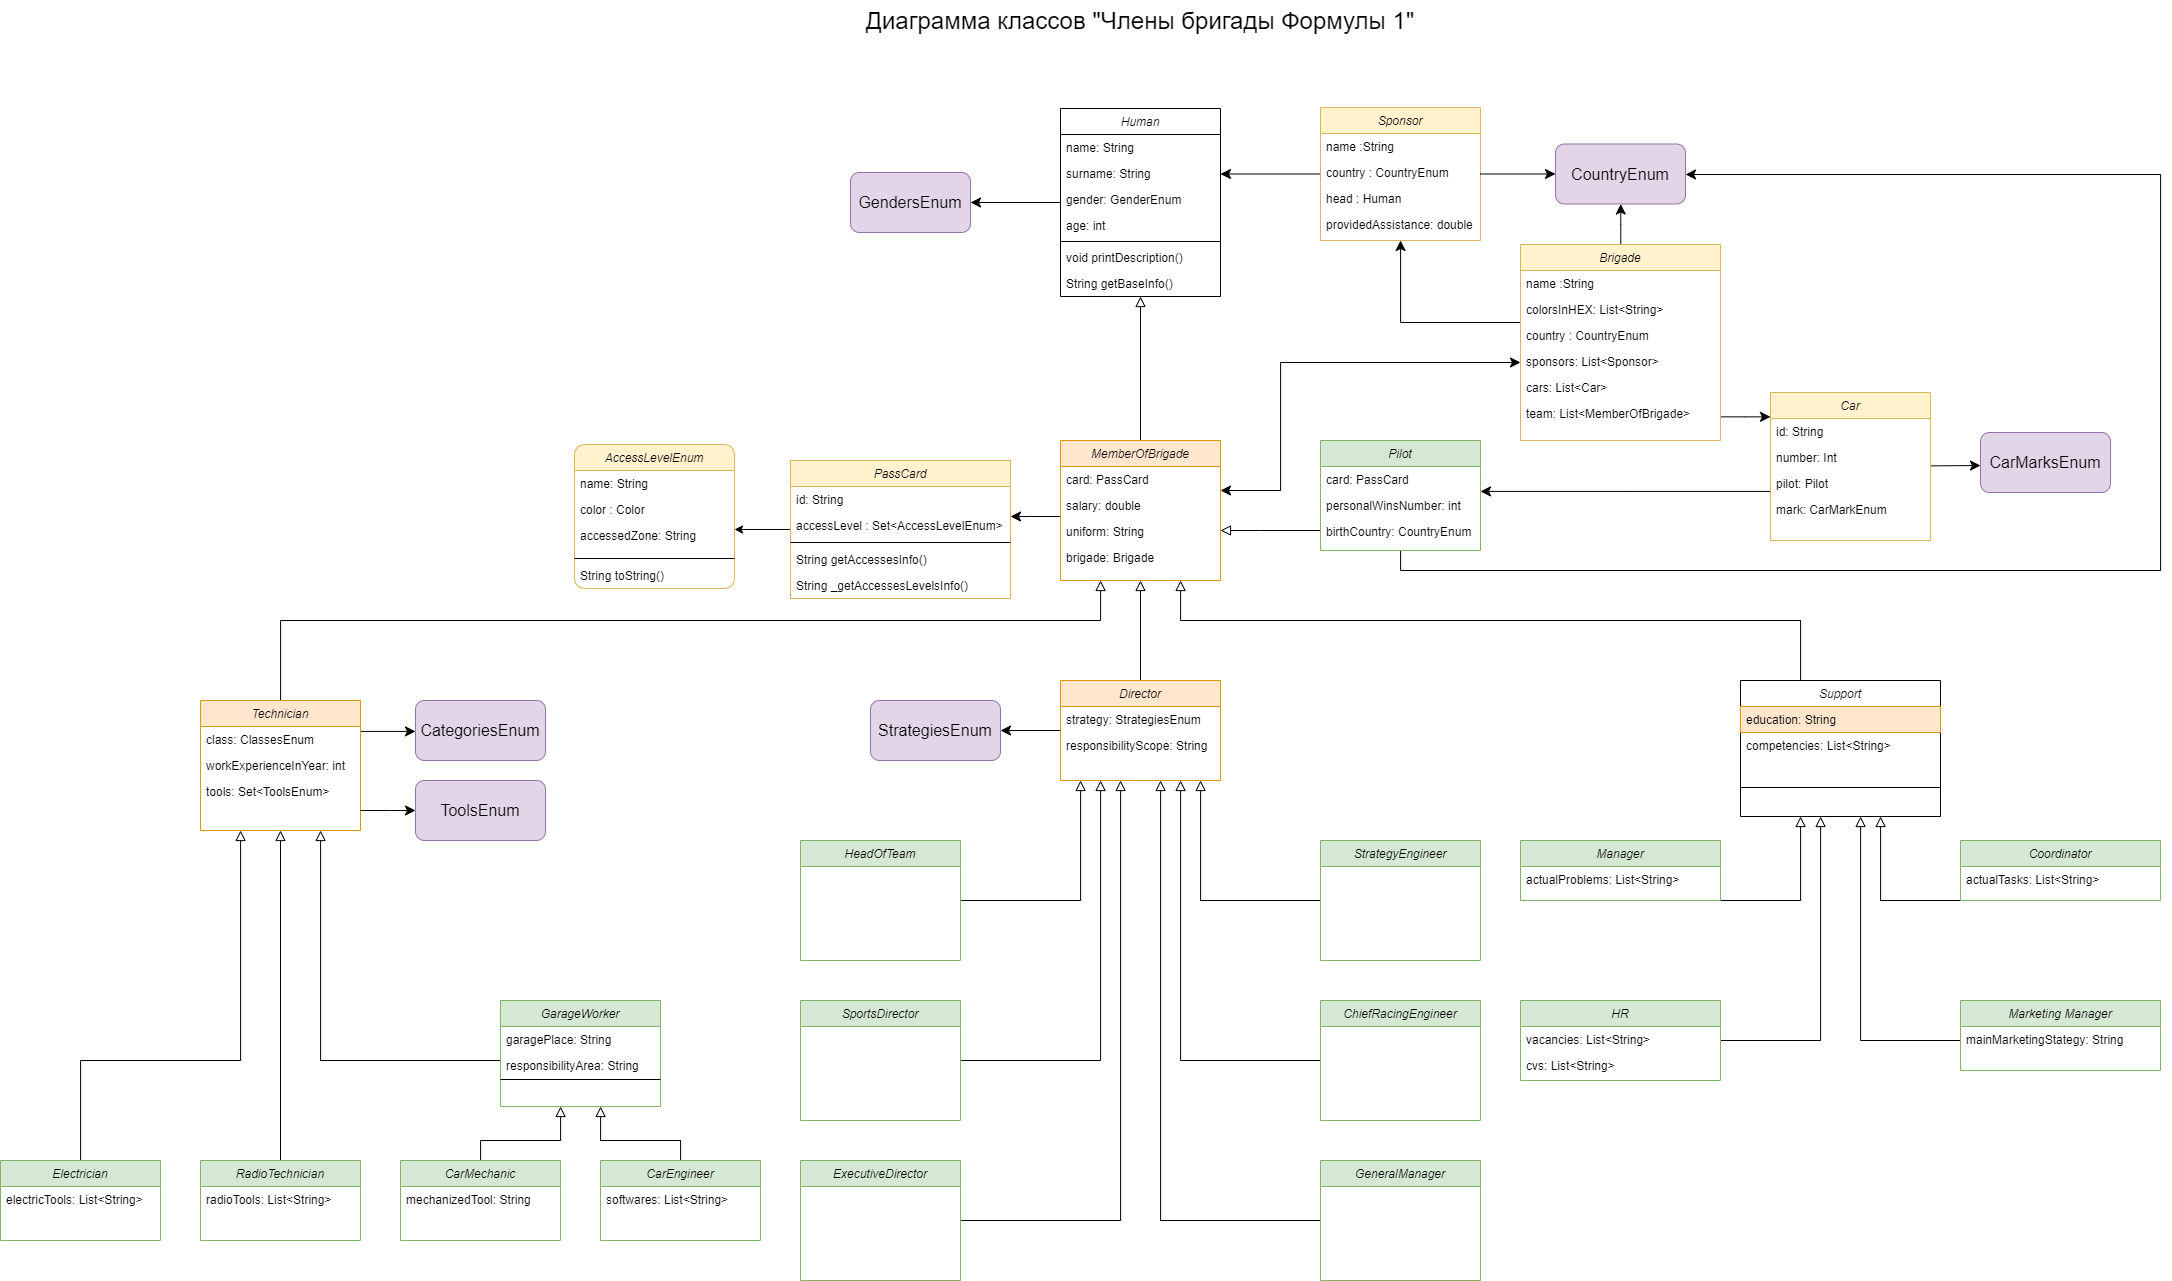 Диаграмма классов "Члены бригады Формулы 1"
Human
name: String
surname: String
gender: GenderEnum
age: int
void printDescription()
String getBaseInfo()
GendersEnum
Sponsor
name :String
country : CountryEnum
head : Human
providedAssistance: double
CountryEnum
Brigade
name :String
colorsInHEX: List<String>
country : CountryEnum
sponsors: List<Sponsor>
cars: List<Car>
team: List<MemberOfBrigade>
Car
id: String
number: Int
pilot: Pilot
mark: CarMarkEnum
CarMarksEnum
AccessLevelEnum
name: String
color : Color
accessedZone: String
String toString()
PassCard
id: String
accessLevel : Set<AccessLevelEnum>
String getAccessesInfo()
String _getAccessesLevelsInfo()
MemberOfBrigade
card: PassCard
salary: double
uniform: String
brigade: Brigade
Pilot
card: PassCard
personalWinsNumber: int
birthCountry: CountryEnum
Technician
class: ClassesEnum
workExperienceInYear: int
tools: Set<ToolsEnum>
CategoriesEnum
ToolsEnum
StrategiesEnum
Director
strategy: StrategiesEnum
responsibilityScope: String
Support
education: String
competencies: List<String>
HeadOfTeam
StrategyEngineer
Manager
actualProblems: List<String>
Coordinator
actualTasks: List<String>
GarageWorker
garagePlace: String
responsibilityArea: String
SportsDirector
ChiefRacingEngineer
HR
vacancies: List<String>
cvs: List<String>
Marketing Manager
mainMarketingStategy: String
Electrician
electricTools: List<String>
RadioTechnician
radioTools: List<String>
CarMechanic
mechanizedTool: String
CarEngineer
softwares: List<String>
ExecutiveDirector
GeneralManager